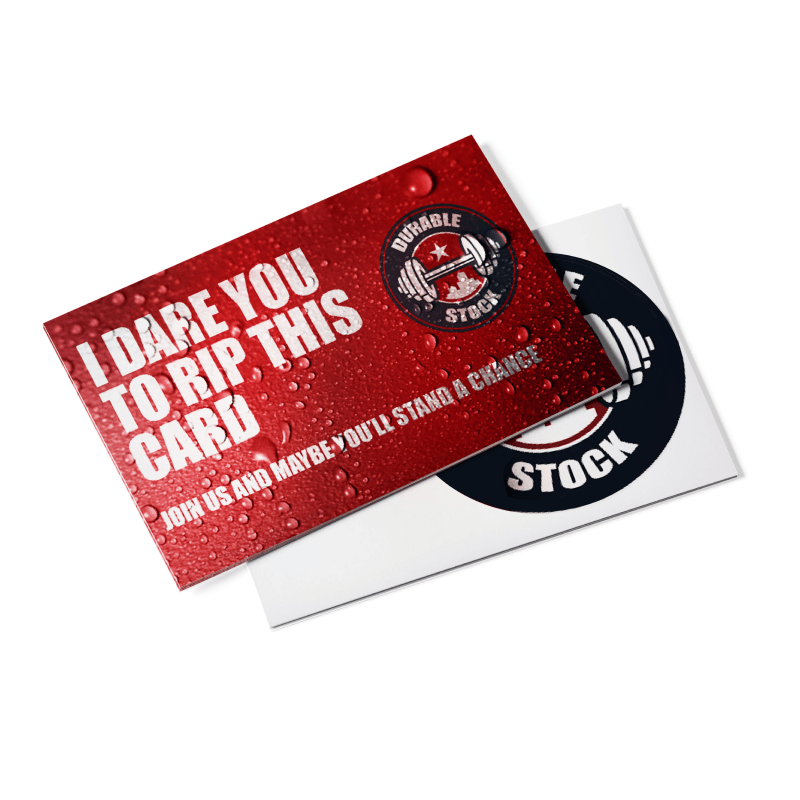 I DARE YOU
TO RIP THIS
CARD
JOIN US AND MAYBE YOU'LL STAND A CHANCE
DURABLE
STOCK
STOCK